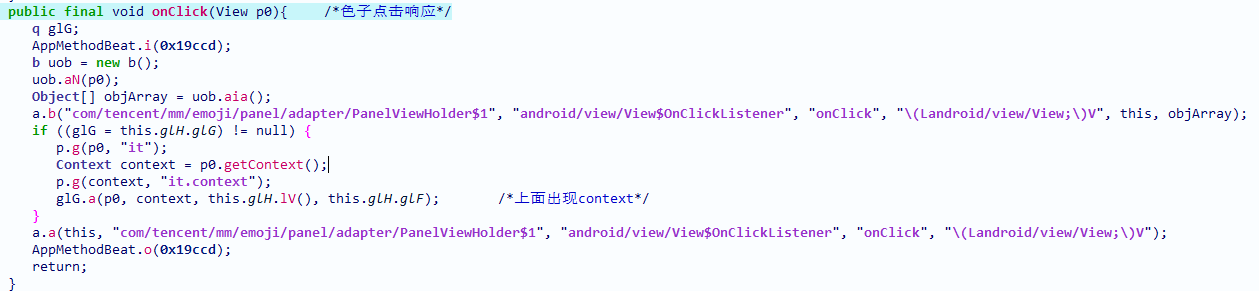 public final void onClick(View p0){ /*色子点击响应*/
q glG;
AppMethodBeat.i(0x19ccd);
b uob = new b();
uob.aN(p0);
Object[] objArray = uob.aia();
a.b("com/tencent/mm/emoji/panel/adapter/PanelViewHolder$1", "android/view/View$OnClickListener", "onClick", "\(Landroid/view/View;\)V", this, objArray);
if ((glG = this.glH.glG) != null) {
p.g(p0, "it");
Context context = p0.getContext();
p.g(context, "it.context");
glG.a(p0, context, this.glH.lV(), this.glH.glF); /*上面出现context*/
}
a.a(this, "com/tencent/mm/emoji/panel/adapter/PanelViewHolder$1", "android/view/View$OnClickListener", "onClick", "\(Landroid/view/View;\)V");
AppMethodBeat.o(0x19ccd);
return;
}